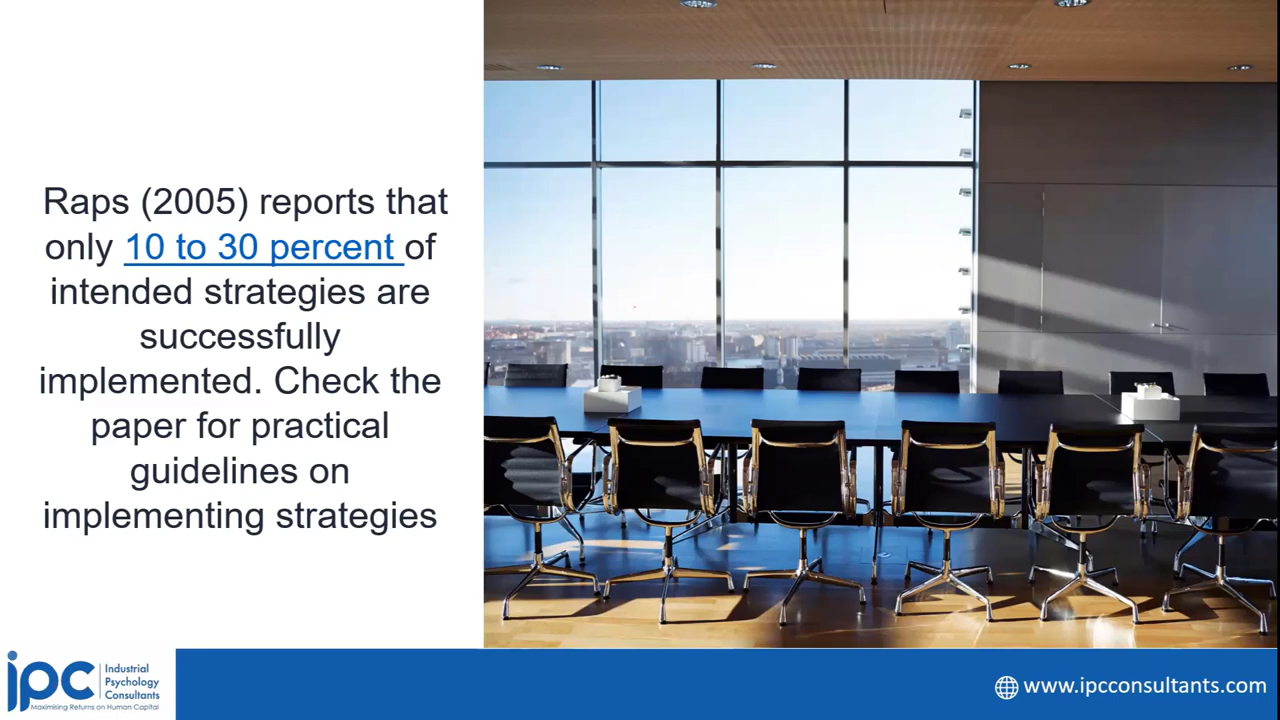 Raps (2005) reports that
only 10 to 30 percent of
intended strategies are
successfully
implemented. Check the
paper for practical
guidelines on
implementing strategies
ipc
Industrial
Psychology
Consultants
Maximising Returns on Human Capital
www.ipcconsultants.com